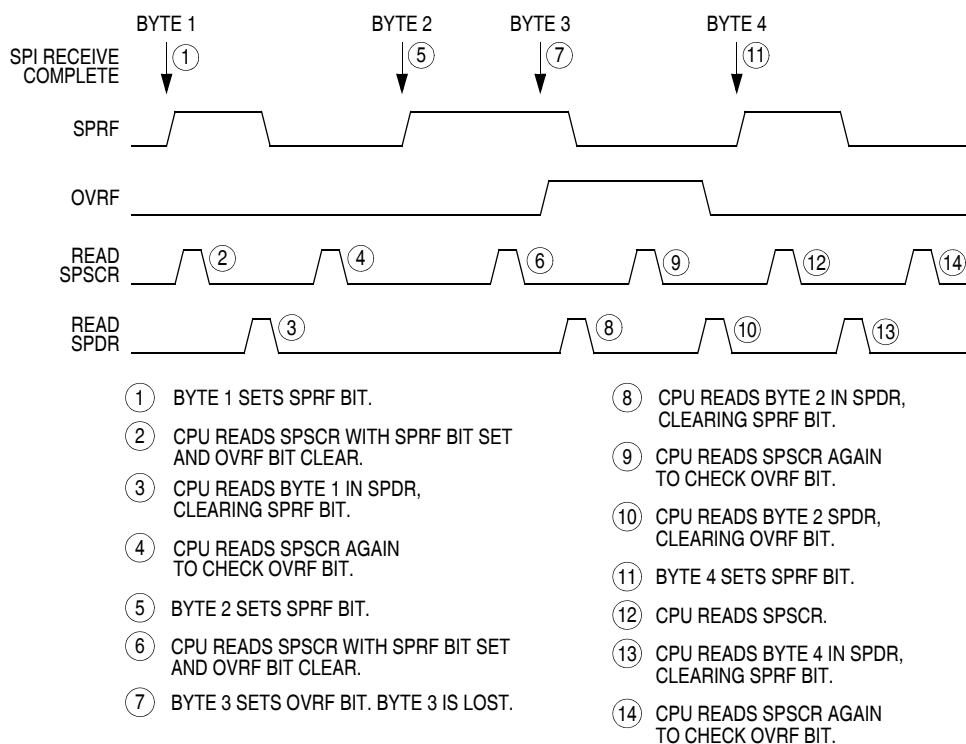 BYTE 1 BYTE 2 BYTE 3 BYTE 4
SPI RECEIVE
COMPLETE
1 5 7 11
SPRF
OVRF
READ
SPSCR
2 4 6 9 12 14
READ
SPDR
3 8 10 13
1 BYTE 1 SETS SPRF BIT.
2 CPU READS SPSCR WITH SPRF BIT SET
AND OVRF BIT CLEAR.
3 CPU READS BYTE 1 IN SPDR,
CLEARING SPRF BIT.
4 CPU READS SPSCR AGAIN
TO CHECK OVRF BIT.
5 BYTE 2 SETS SPRF BIT.
6 CPU READS SPSCR WITH SPRF BIT SET
AND OVRF BIT CLEAR.
7 BYTE 3 SETS OVRF BIT. BYTE 3 IS LOST.
8 CPU READS BYTE 2 IN SPDR,
CLEARING SPRF BIT.
9 CPU READS SPSCR AGAIN
TO CHECK OVRF BIT.
10 CPU READS BYTE 2 SPDR,
CLEARING OVRF BIT.
11 BYTE 4 SETS SPRF BIT.
12 CPU READS SPSCR.
13 CPU READS BYTE 4 IN SPDR,
CLEARING SPRF BIT.
14 CPU READS SPSCR AGAIN
TO CHECK OVRF BIT.